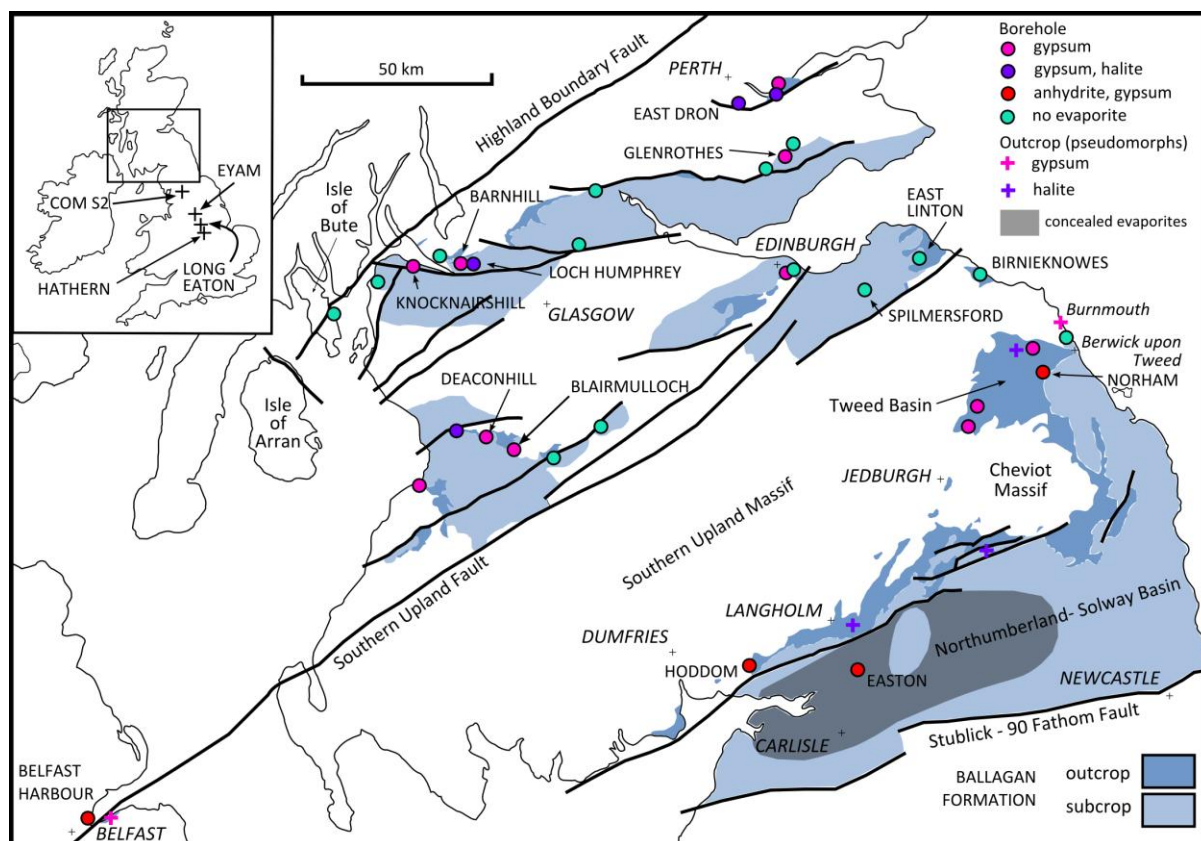 EYAM
COM S2
HATHERN
LONG
EATON
50 km
Highland Boundary Fault
PERTH
EAST DRON
GLENROTHES
Borehole
gypsum
gypsum, halite
anhydrite, gypsum
no evaporite
Outcrop (pseudomorphs)
gypsum
halite
concealed evaporites
Isle
of
Bute
BARNHILL
LOCH HUMPHREY
KNOCKNAIRSHILL
GLASGOW
EDINBURGH
EAST
LINTON
BIRNIEKNOWES
SPILMERSFORD
Burnmouth
Berwick upon
Tweed
NORHAM
Tweed Basin
Isle
of
Arran
DEACONHILL
BLAIRMULLOCH
JEDBURGH
Cheviot
Massif
Southern Upland Massif
Southern Upland Fault
LANGHOLM
DUMFRIES
HODDOM
EASTON
Northumberland- Solway Basin
NEWCASTLE
CARLISLE
Stublick - 90 Fathom Fault
BELFAST
HARBOUR
BELFAST
BALLAGAN
FORMATION
outcrop
subcrop